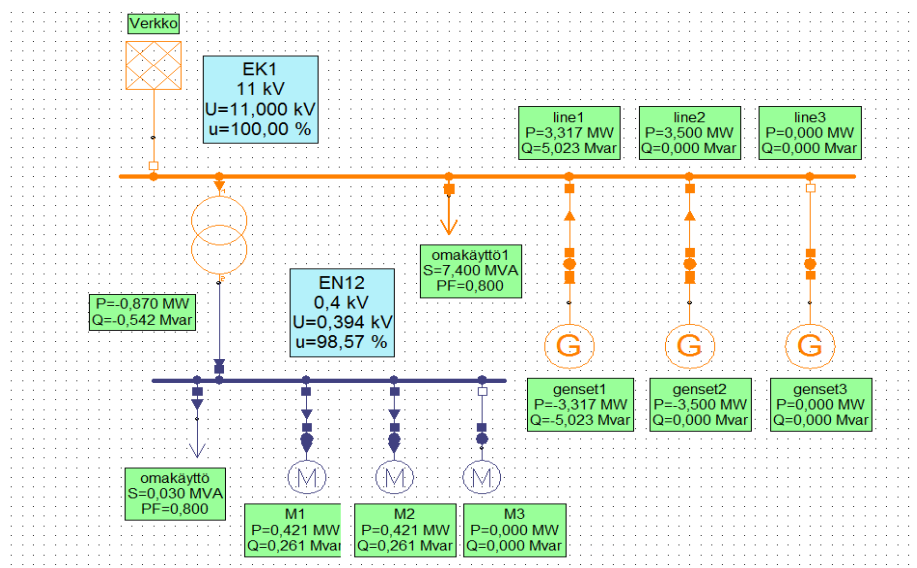 Verkko
EK1
11 kV
U=11,000 kV
u=100,00 %
line1
P=3,317 MW
Q=5,023 Mvar
line2
P=3,500 MW
Q=0,000 Mvar
line3
P=0,000 MW
Q=0,000 Mvar
omakäyttö1
S=7,400 MVA
PF=0,800
P=-0,870 MW
Q=-0,542 Mvar
EN12
0,4 kV
U=0,394 kV
u=98,57 %
G
G
G
genset1
P=-3,317 MW
Q=-5,023 Mvar
genset2
P=-3,500 MW
Q=0,000 Mvar
genset3
P=0,000 MW
Q=0,000 Mvar
omakäyttö
S=0,030 MVA
PF=0,800
M
M
M
M1
P=0,421 MW
Q=0,261 Mvar
M2
P=0,421 MW
Q=0,261 Mvar
M3
P=0,000 MW
Q=0,000 Mvar